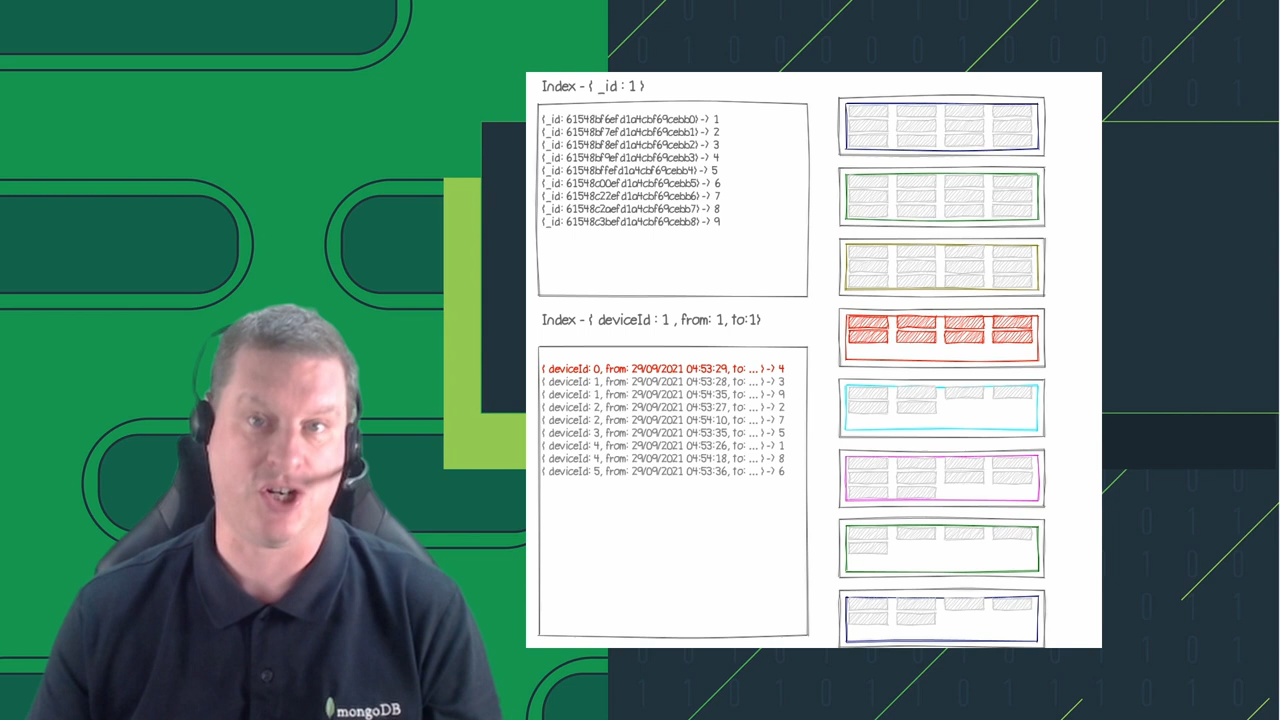 Index - { _id : 1 }
{_id: 61548bf6efd1a4cbf69cebb0} -> 1
{_id: 61548bf7efd1a4cbf69cebb1} -> 2
{_id: 61548bf8efd1a4cbf69cebb2} -> 3
{_id: 61548bf9efd1a4cbf69cebb3} -> 4
{_id: 61548bffefd1a4cbf69cebb4} -> 5
{_id: 61548c00efd1a4cbf69cebb5} -> 6
{_id: 61548c22efd1a4cbf69cebb6} -> 7
{_id: 61548c2aefd1a4cbf69cebb7} -> 8
{_id: 61548c3befd1a4cbf69cebb8} -> 9
Index - { deviceId : 1 , from: 1, to:1}
{ deviceId: 0, from: 29/09/2021 04:53:29, to: ... } -> 4
{ deviceId: 1, from: 29/09/2021 04:53:28, to: ... } -> 3
{ deviceId: 1, from: 29/09/2021 04:54:35, to: ... } -> 9
{ deviceId: 2, from: 29/09/2021 04:53:27, to: ... } -> 2
{ deviceId: 2, from: 29/09/2021 04:54:10, to: ... } -> 7
{ deviceId: 3, from: 29/09/2021 04:53:35, to: ... } -> 5
{ deviceId: 4, from: 29/09/2021 04:53:26, to: ... } -> 1
{ deviceId: 4, from: 29/09/2021 04:54:18, to: ... } -> 8
{ deviceId: 5, from: 29/09/2021 04:53:36, to: ... } -> 6
mongoDB